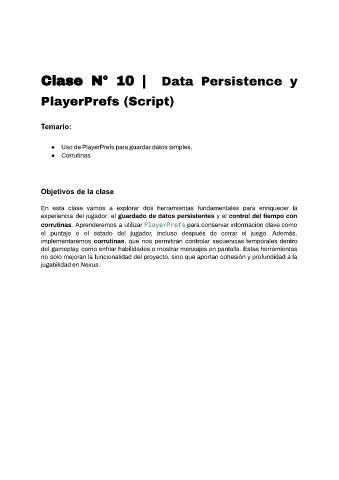 Clase N° 10 | Data Persistence y
PlayerPrefs (Script)
Temario:
● Uso de PlayerPrefs para guardar datos simples.
● Corrutinas
Objetivos de la clase
En esta clase vamos a explorar dos herramientas fundamentales para enriquecer la
experiencia del jugador: el guardado de datos persistentes y el control del tiempo con
corrutinas. Aprenderemos a utilizar PlayerPrefs para conservar información clave como
el puntaje o el estado del jugador, incluso después de cerrar el juego. Además,
implementaremos corrutinas, que nos permitirán controlar secuencias temporales dentro
del gameplay, como enfriar habilidades o mostrar mensajes en pantalla. Estas herramientas
no solo mejoran la funcionalidad del proyecto, sino que aportan cohesión y profundidad a la
jugabilidad en Nexus.